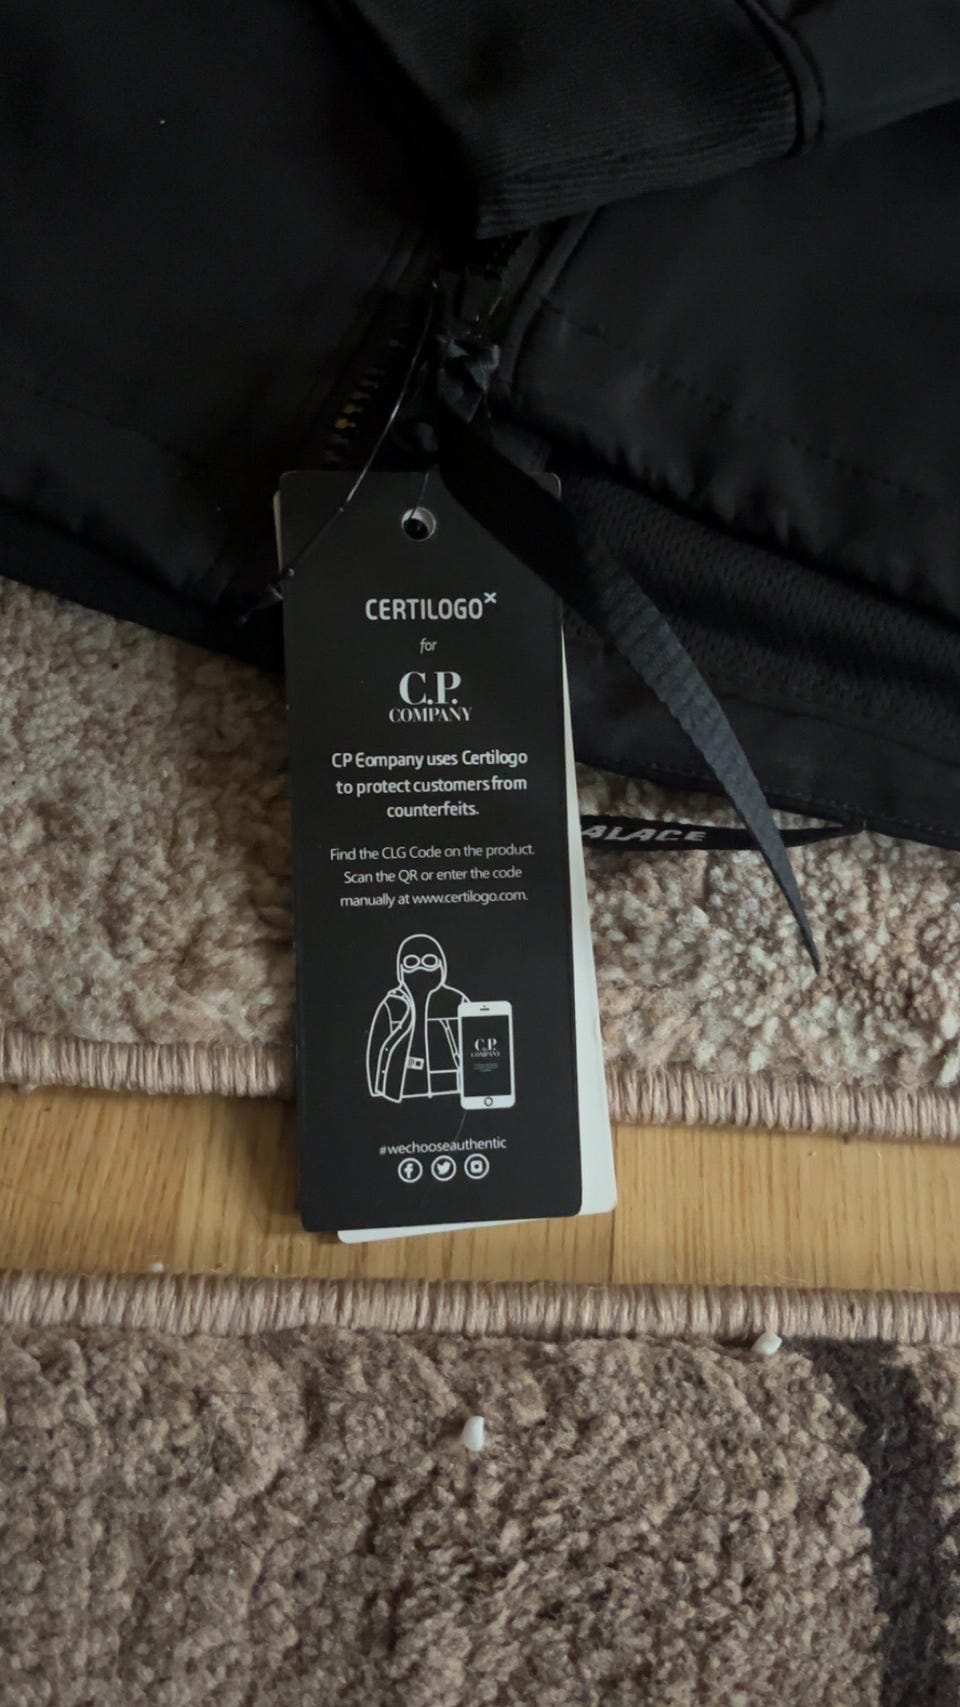 CERTILOGO×
for
C.P.
COMPANY
CP Eompany uses Certilogo
to protect customers from
counterfeits.
Find the CLG Code on the product.
Scan the QR or enter the code
manually at www.certilogo.com.
C.P.
COMPANY
#wechooseauthentic
ALACE